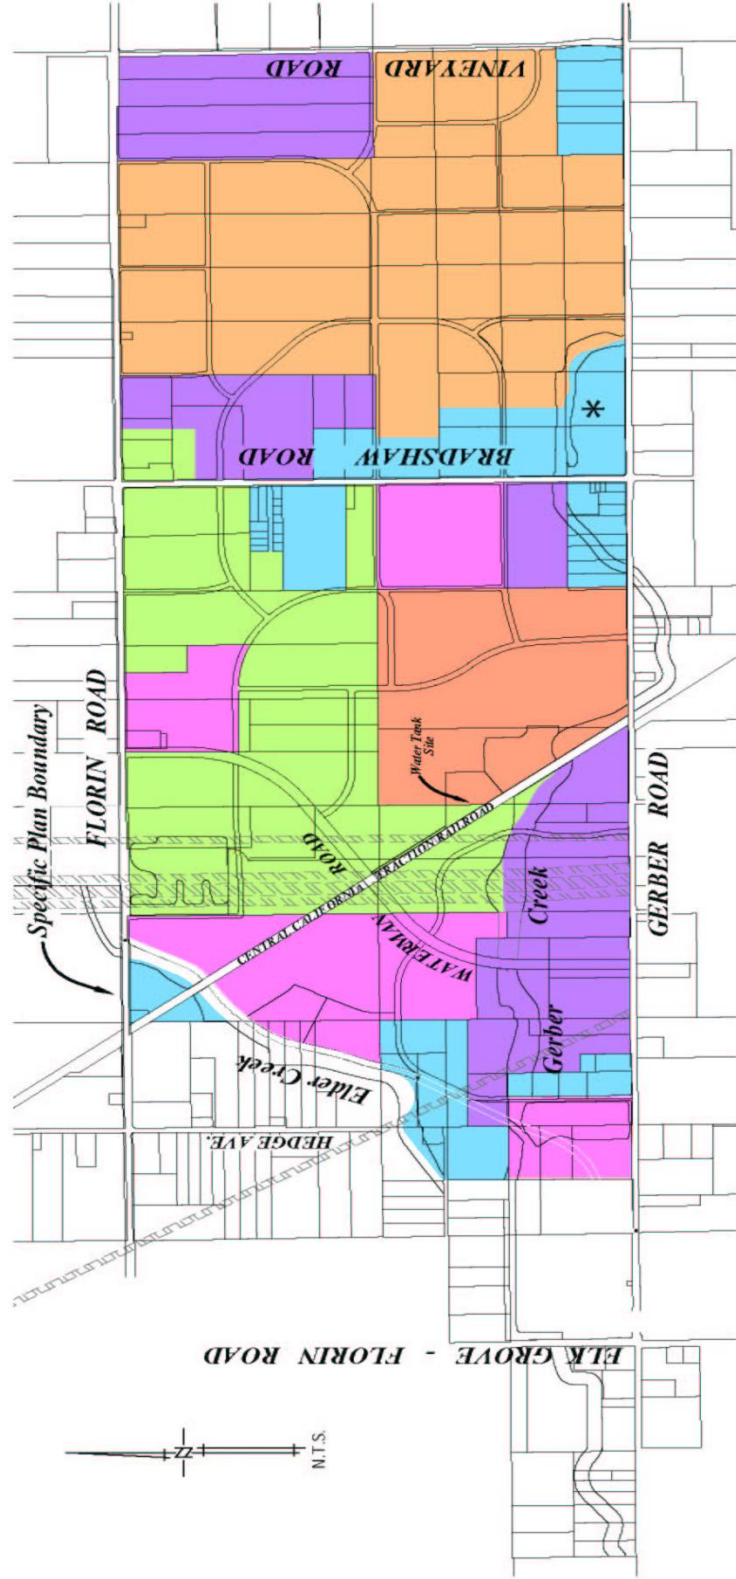 VINEYARD ROAD
*
BRADSHAW ROAD
FLORIN ROAD
Specific Plan Boundary
Water Tank
Site
GERBER ROAD
CENTRAL CALIFORNIA TRACTION RAILROAD
WATERMAN ROAD
Gerber Creek
Elder Creek
HEDGE AVE.
ELK GROVE - FLORIN ROAD
N
N.T.S.